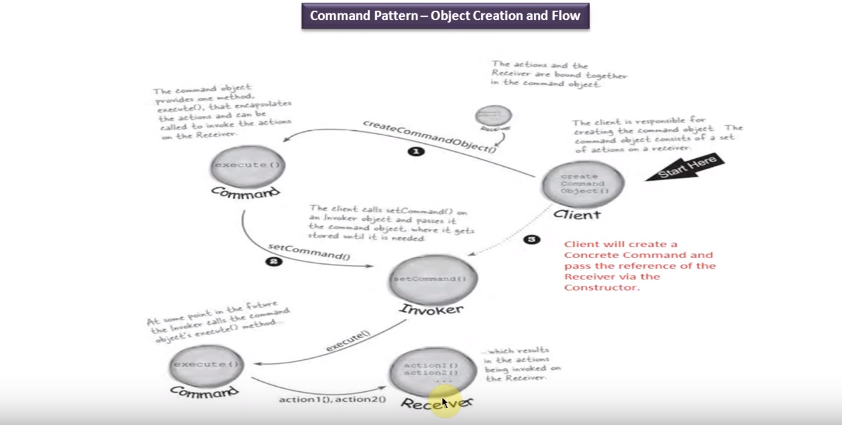 Command Pattern – Object Creation and Flow
The actions and the
Receiver are bound together
in the command object.
The command object
provides one method,
execute(), that encapsulates
the actions and can be
called to invoke the actions
on the Receiver.
Receiver
createCommandObject()
1
The client is responsible for
creating the command object. The
command object consists of a set
of actions on a receiver.
Start Here
execute()
Command
create
Command
Object()
Client
The client calls setCommand() on
an Invoker object and passes it
the command object, where it gets
stored until it is needed.
setCommand()
2
3
Client will create a
Concrete Command and
pass the reference of the
Receiver via the
Constructor.
setCommand()
Invoker
At some point in the future
the Invoker calls the command
object's execute() method...
execute()
execute()
Command
action1(), action2()
action1()
action2()
...
Receiver
...which results
in the actions
being invoked on
the Receiver.